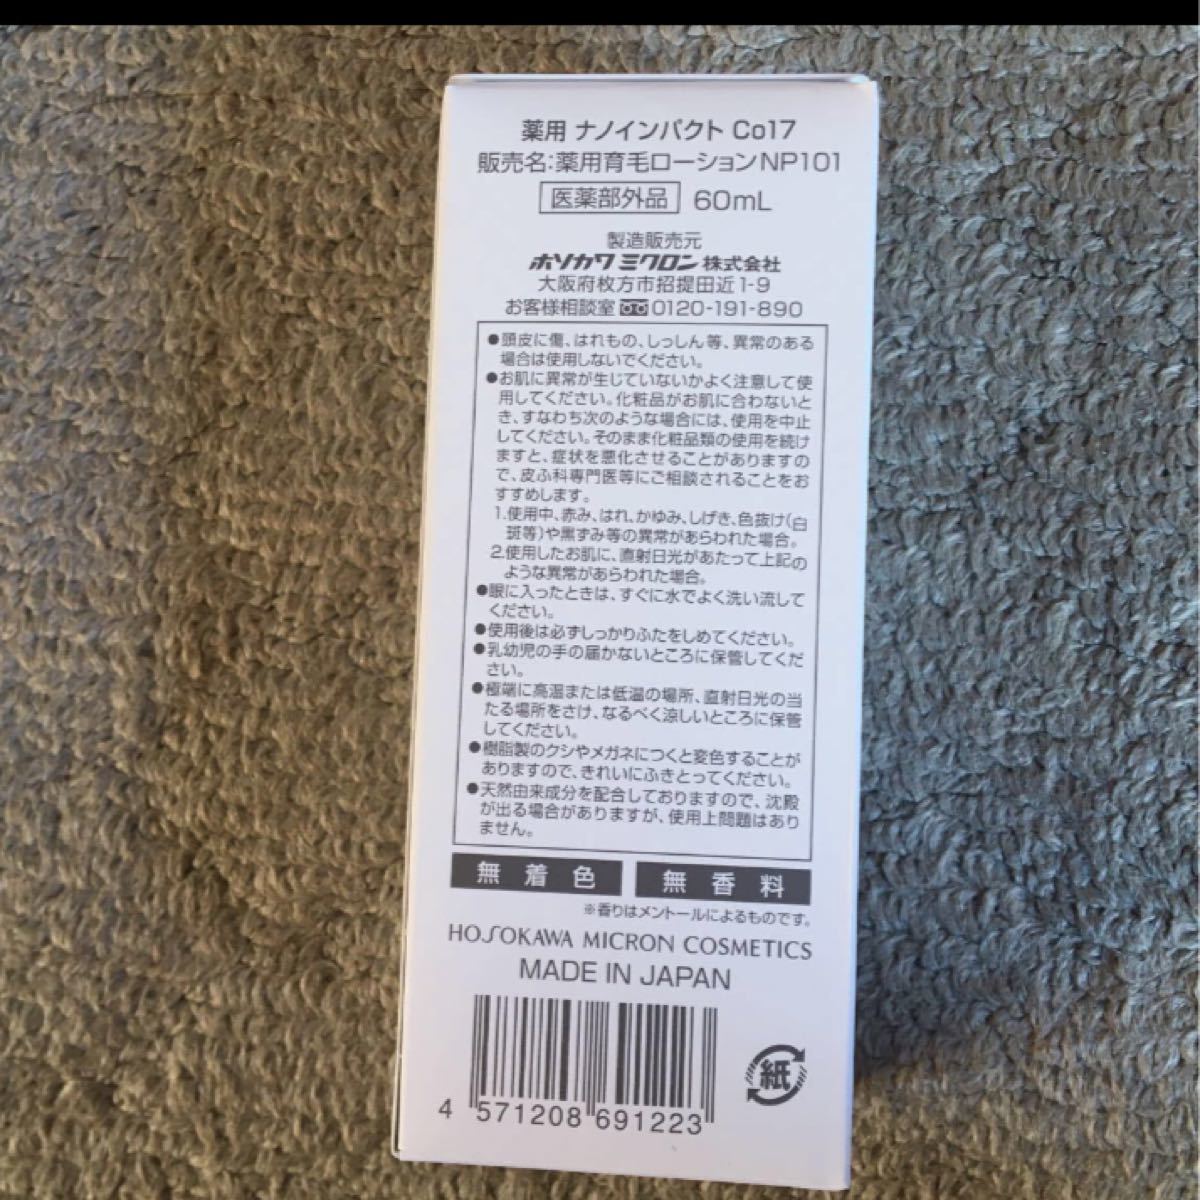 薬用 ナノインパクト Co17
販売名:薬用育毛ローションNP101
医薬部外品 60mL
製造販売元
ホソカワミクロン株式会社
大阪府枚方市招提田近1-9
お客様相談室 0120-191-890
●頭皮に傷、はれもの、しっしん等、異常のある
場合は使用しないでください。
●お肌に異常が生じていないかよく注意して使
用してください。化粧品がお肌に合わないと
き、すなわち次のような場合には、使用を中止
してください。そのまま化粧品類の使用を続け
ますと、症状を悪化させることがありますの
で、皮ふ科専門医等にご相談されることをお
すすめします。
1.使用中、赤み、はれ、かゆみ、しげき、色抜け(白
斑等)や黒ずみ等の異常があらわれた場合。
2.使用したお肌に、直射日光があたって上記の
ような異常があらわれた場合。
●眼に入ったときは、すぐに水でよく洗い流して
ください。
●使用後は必ずしっかりふたをしめてください。
●乳幼児の手の届かないところに保管してくだ
さい。
●極端に高温または低温の場所、直射日光の当
たる場所をさけ、なるべく涼しいところに保管
してください。
●樹脂製のクシやメガネにつくと変色することが
ありますので、きれいにふきとってください。
●天然由来成分を配合しておりますので、沈殿
が出る場合がありますが、使用上問題はあり
ません。
無着色 無香料
※香りはメントールによるものです。
HOSOKAWA MICRON COSMETICS
MADE IN JAPAN
紙
4 571208 691223